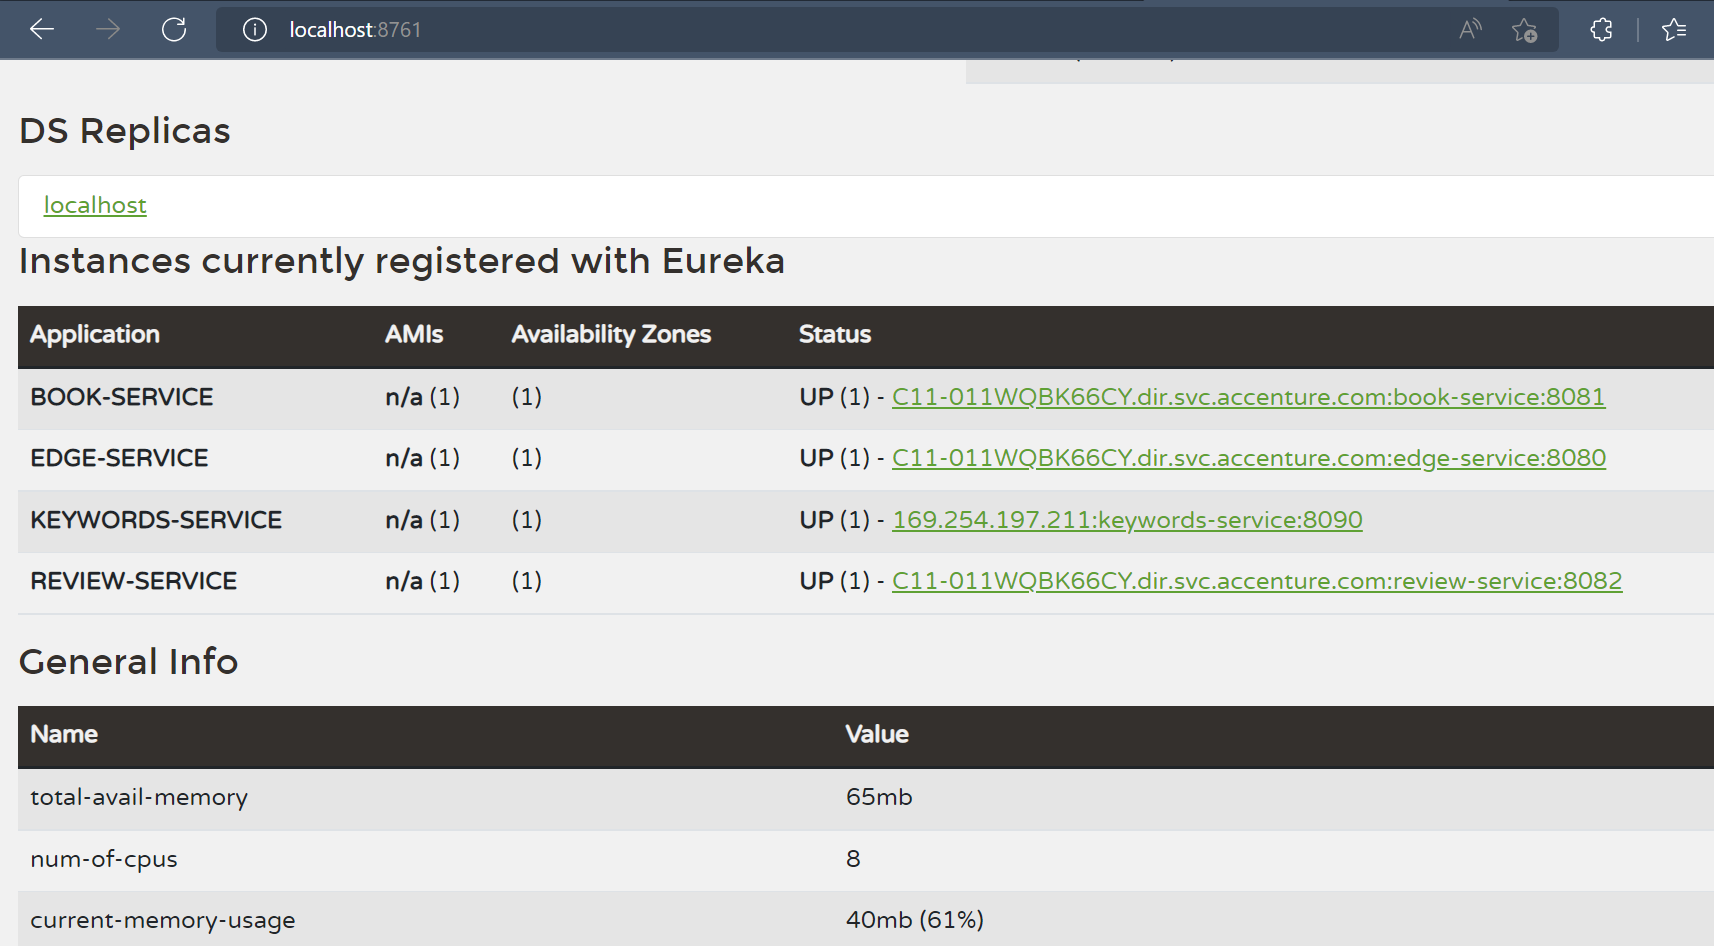 localhost:8761
DS Replicas
localhost
Instances currently registered with Eureka
Application AMIs Availability Zones Status
BOOK-SERVICE n/a (1) (1) UP (1) - C11-011WQBK66CY.dir.svc.accenture.com:book-service:8081
EDGE-SERVICE n/a (1) (1) UP (1) - C11-011WQBK66CY.dir.svc.accenture.com:edge-service:8080
KEYWORDS-SERVICE n/a (1) (1) UP (1) - 169.254.197.211:keywords-service:8090
REVIEW-SERVICE n/a (1) (1) UP (1) - C11-011WQBK66CY.dir.svc.accenture.com:review-service:8082
General Info
Name Value
total-avail-memory 65mb
num-of-cpus 8
current-memory-usage 40mb (61%)